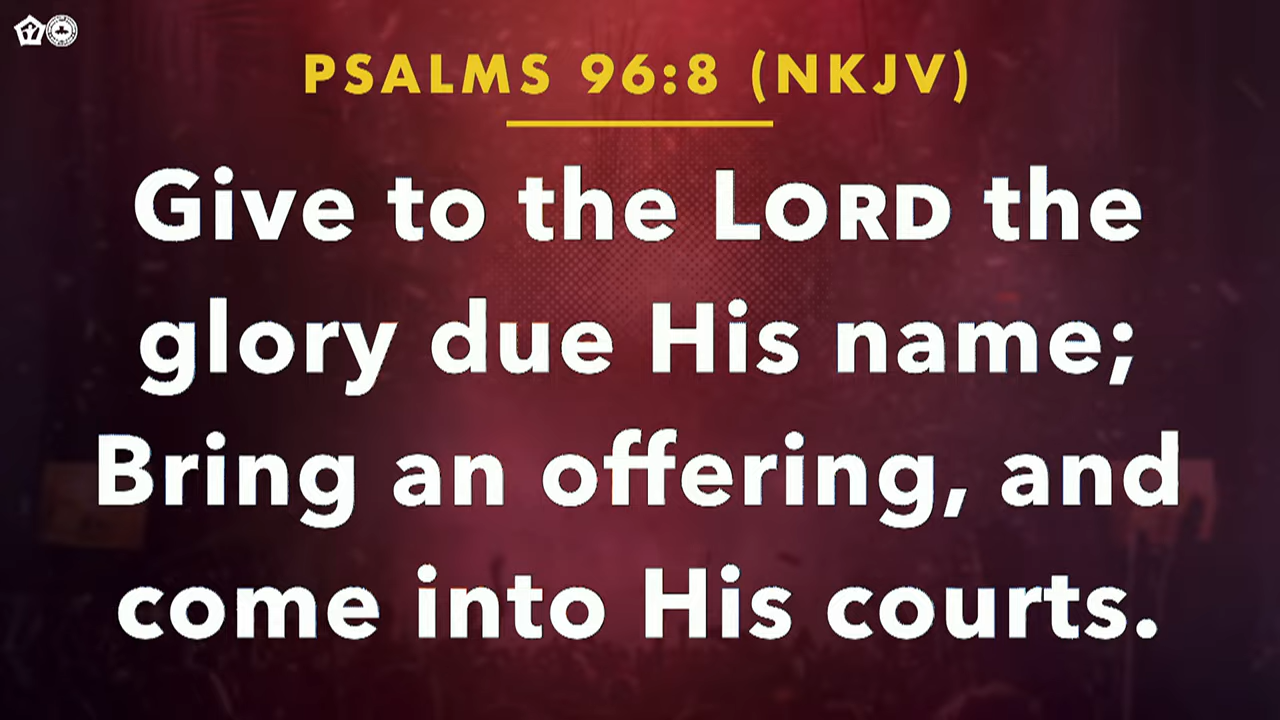 PSALMS 96:8 (NKJV)
Give to the LORD the
glory due His name;
Bring an offering, and
come into His courts.